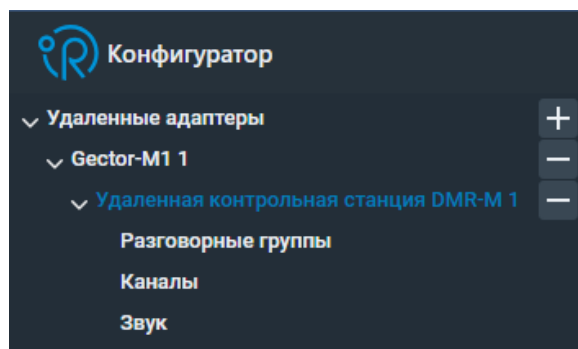 Конфигуратор
Удаленные адаптеры
Gector-M1 1
Удаленная контрольная станция DMR-M 1
Разговорные группы
Каналы
Звук